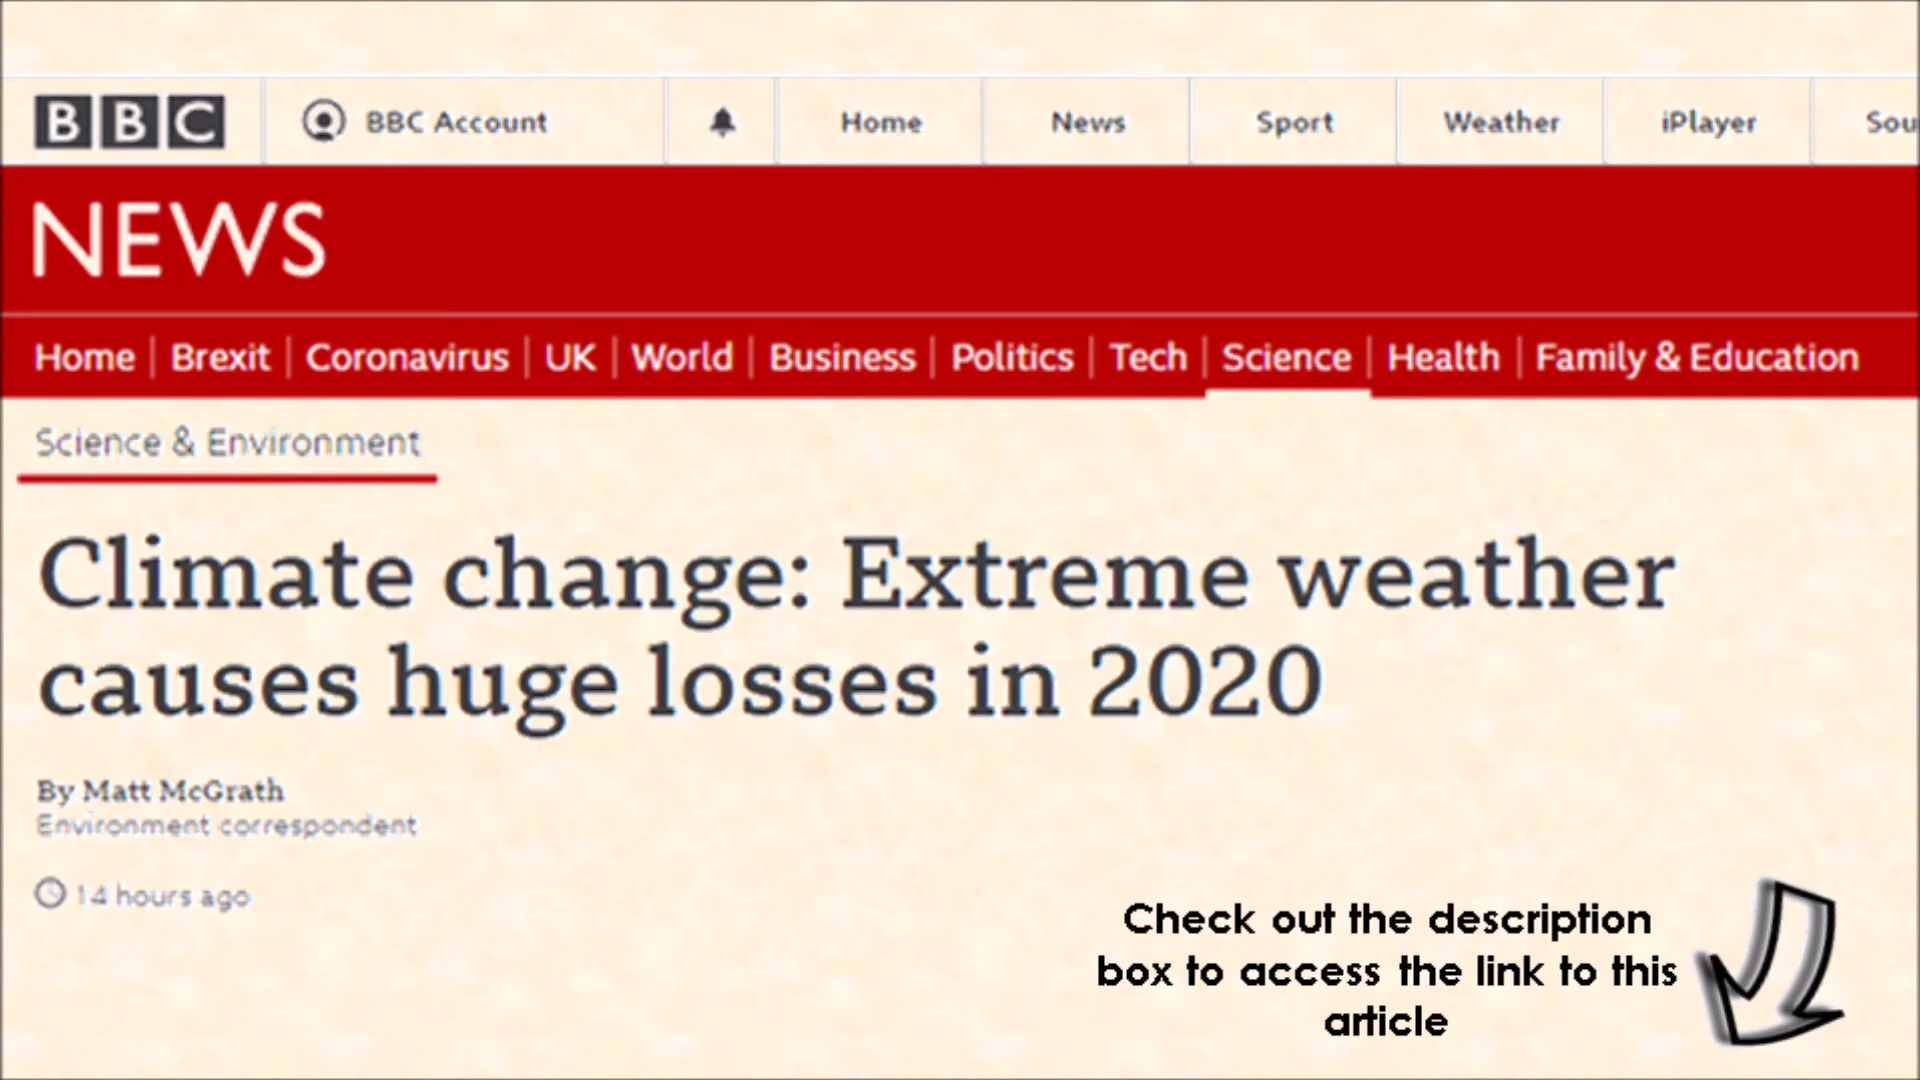 BBC BBC Account Home News Sport Weather iPlayer Sou
NEWS
Home Brexit Coronavirus UK World Business Politics Tech Science Health Family & Education
Science & Environment
Climate change: Extreme weather
causes huge losses in 2020
By Matt McGrath
Environment correspondent
14 hours ago
Check out the description
box to access the link to this
article